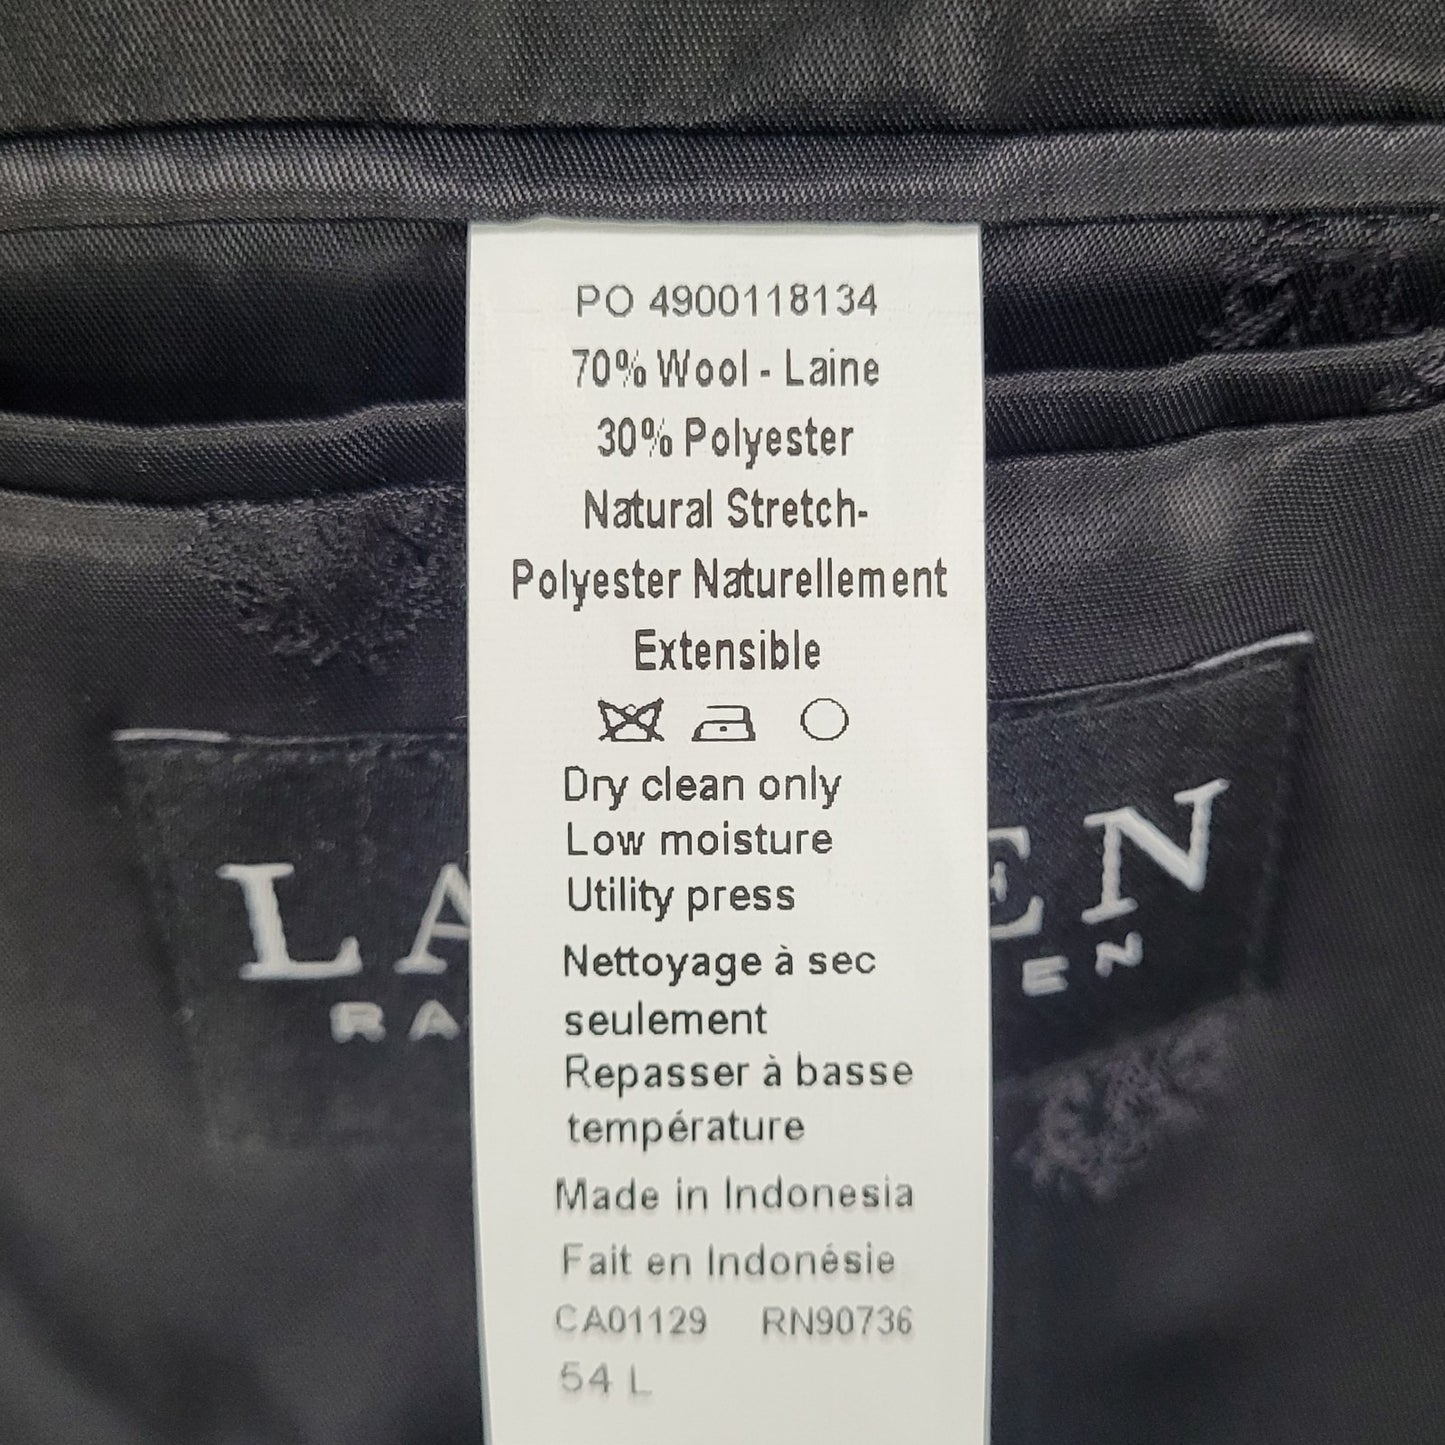 PO 4900118134
70% Wool - Laine
30% Polyester
Natural Stretch-
Polyester Naturellement
Extensible
Dry clean only
Low moisture
Utility press
Nettoyage à sec
seulement
Repasser à basse
température
Made in Indonesia
Fait en Indonésie
CA01129 RN90736
54 L